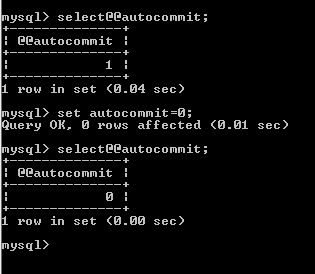 mysql> select@@autocommit;
+--------------+
| @@autocommit |
+--------------+
|            1 |
+--------------+
1 row in set (0.04 sec)
mysql> set autocommit=0;
Query OK, 0 rows affected (0.01 sec)
mysql> select@@autocommit;
+--------------+
| @@autocommit |
+--------------+
|            0 |
+--------------+
1 row in set (0.00 sec)
mysql>